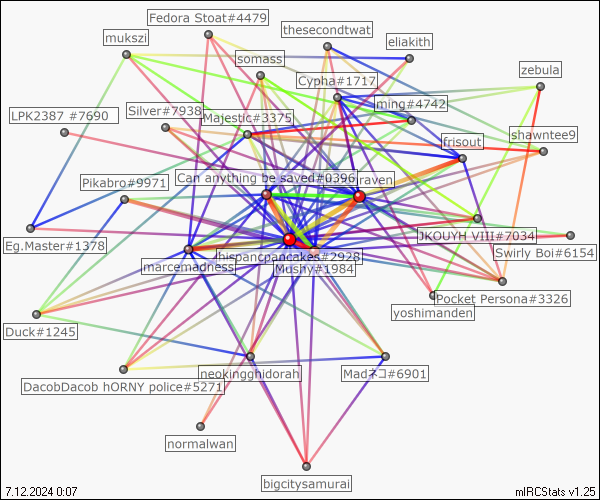 Fedora Stoat#4479
mukszi
thesecondtwat
eliakith
somass
Cypha#1717
zebula
ming#4742
LPK2387 #7690
Silver#7938
Majestic#3375
shawntee9
frisout
Can anything be saved#0396
raven
Pikabro#9971
JKOUYH VIII#7034
Eg.Master#1378
Swirly Boi#6154
hispancpancakes#2928
marcemadness
Mushy#1984
Pocket Persona#3326
yoshimanden
Duck#1245
neokingghidorah
Madネコ#6901
DacobDacob hORNY police#5271
normalwan
bigcitysamurai
7.12.2024 0:07
mIRCStats v1.25